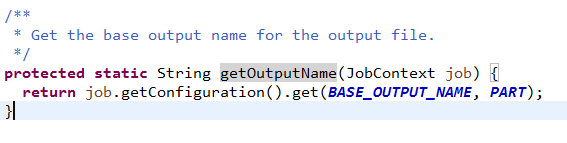 /**
 * Get the base output name for the output file.
 */
protected static String getOutputName(JobContext job) {
  return job.getConfiguration().get(BASE_OUTPUT_NAME, PART);
}